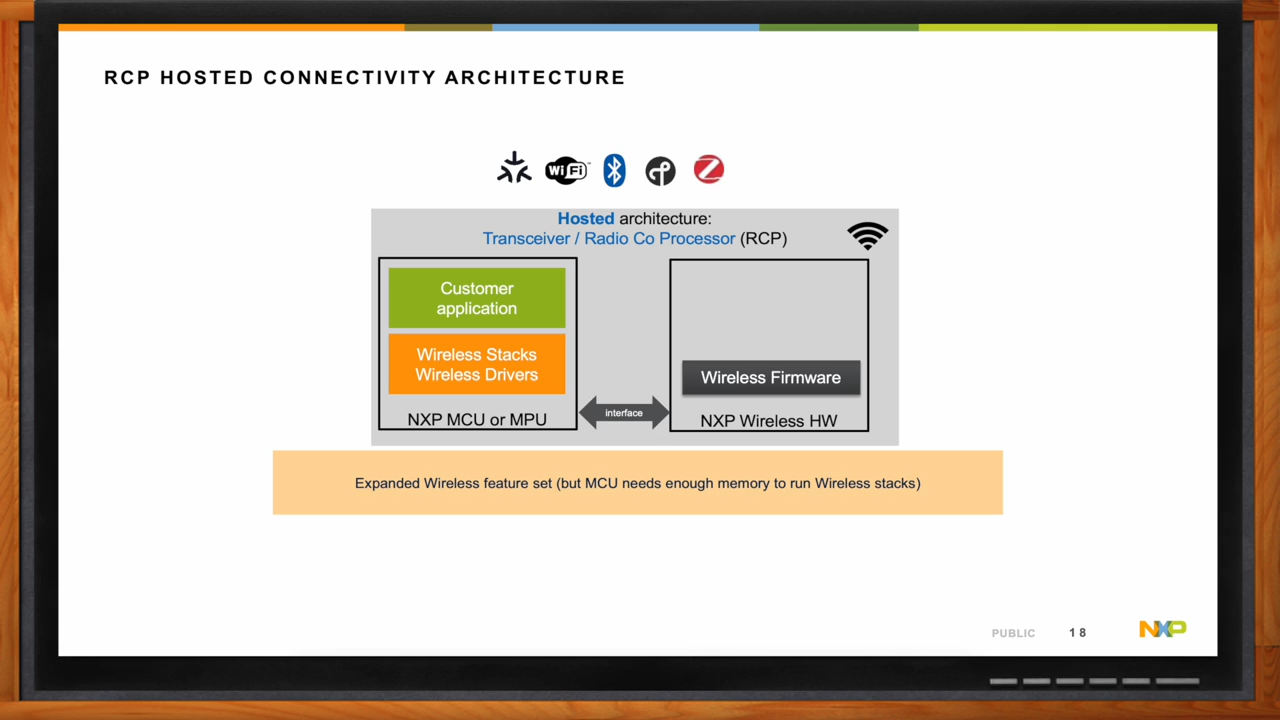 RCP HOSTED CONNECTIVITY ARCHITECTURE
WiFi
Hosted architecture:
Transceiver / Radio Co Processor (RCP)
Customer
application
Wireless Stacks
Wireless Drivers
NXP MCU or MPU
interface
Wireless Firmware
NXP Wireless HW
Expanded Wireless feature set (but MCU needs enough memory to run Wireless stacks)
PUBLIC 18 NXP